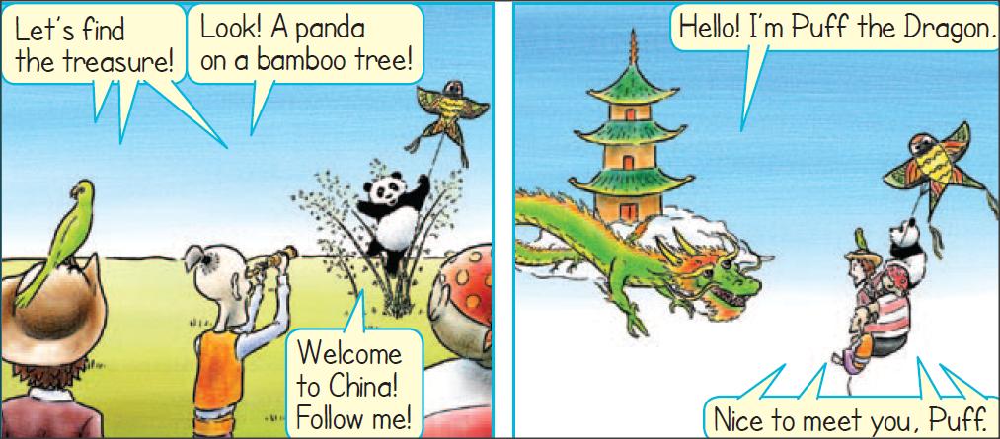 Let's find
the treasure!
Look! A panda
on a bamboo tree!
Welcome
to China!
Follow me!
Hello! I'm Puff the Dragon.
Nice to meet you, Puff.